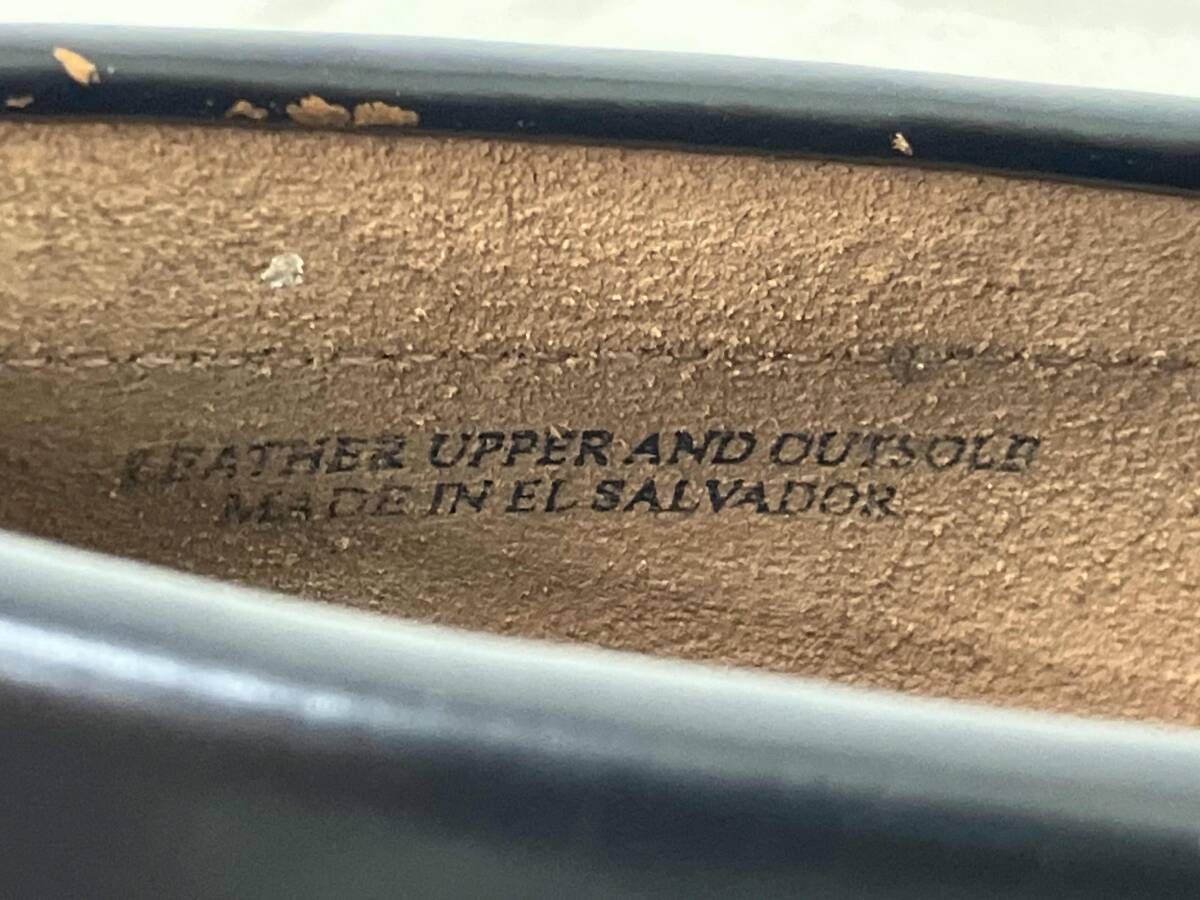 LEATHER UPPER AND OUTSOLE
MADE IN EL SALVADOR